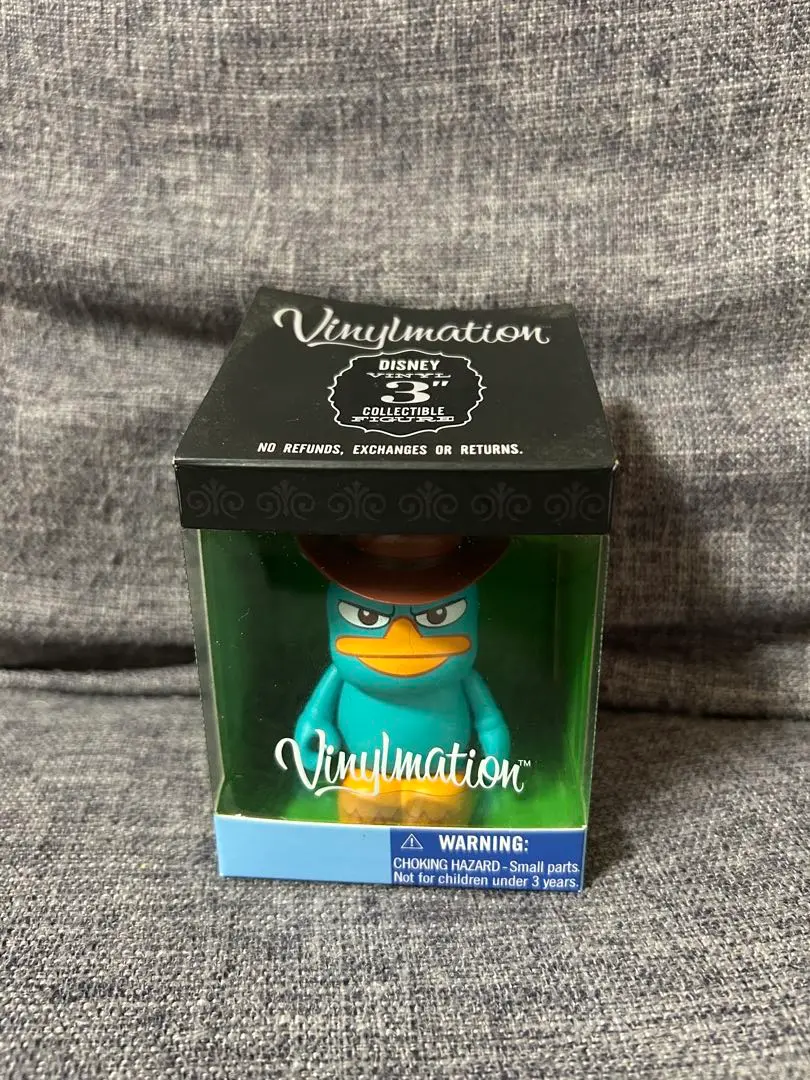 Vinylmation
DISNEY
VINYL
3"
COLLECTIBLE
FIGURE
NO REFUNDS, EXCHANGES OR RETURNS.
Vinylmation™
⚠ WARNING:
CHOKING HAZARD - Small parts.
Not for children under 3 years.